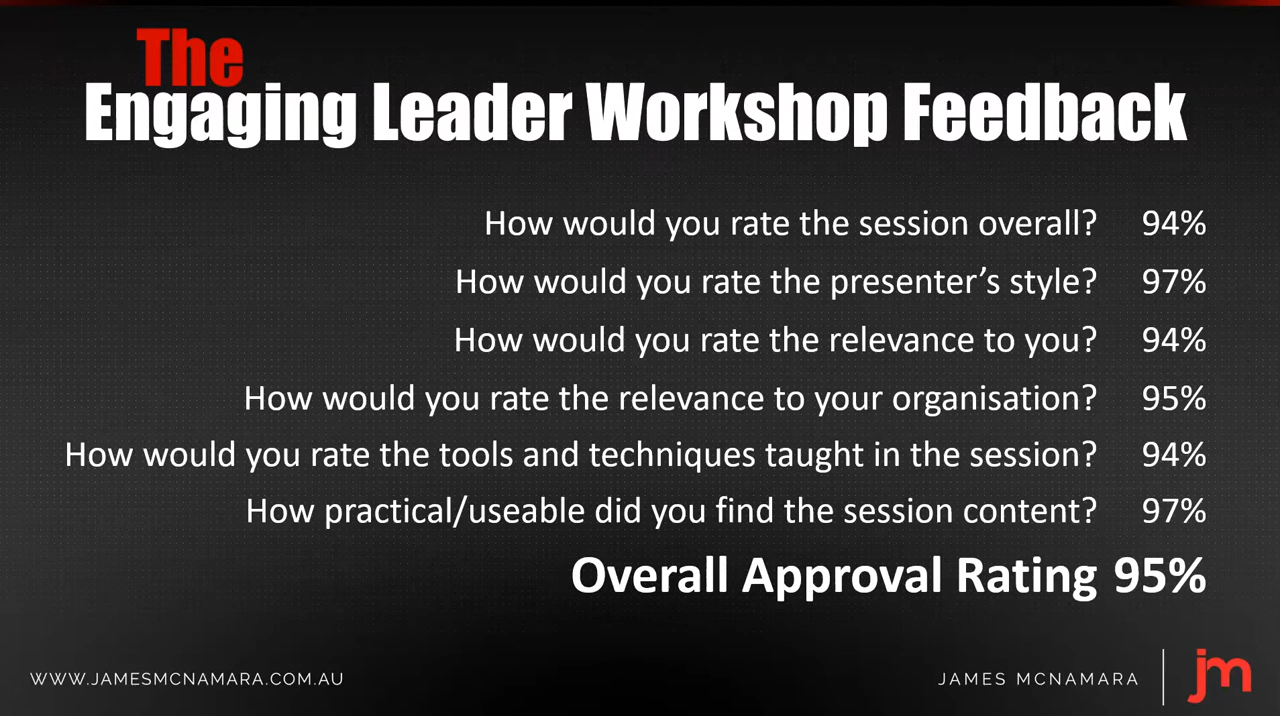 The
Engaging Leader Workshop Feedback
How would you rate the session overall? 94%
How would you rate the presenter’s style? 97%
How would you rate the relevance to you? 94%
How would you rate the relevance to your organisation? 95%
How would you rate the tools and techniques taught in the session? 94%
How practical/useable did you find the session content? 97%
Overall Approval Rating 95%
WWW.JAMESMCNAMARA.COM.AU
JAMES MCNAMARA
jm